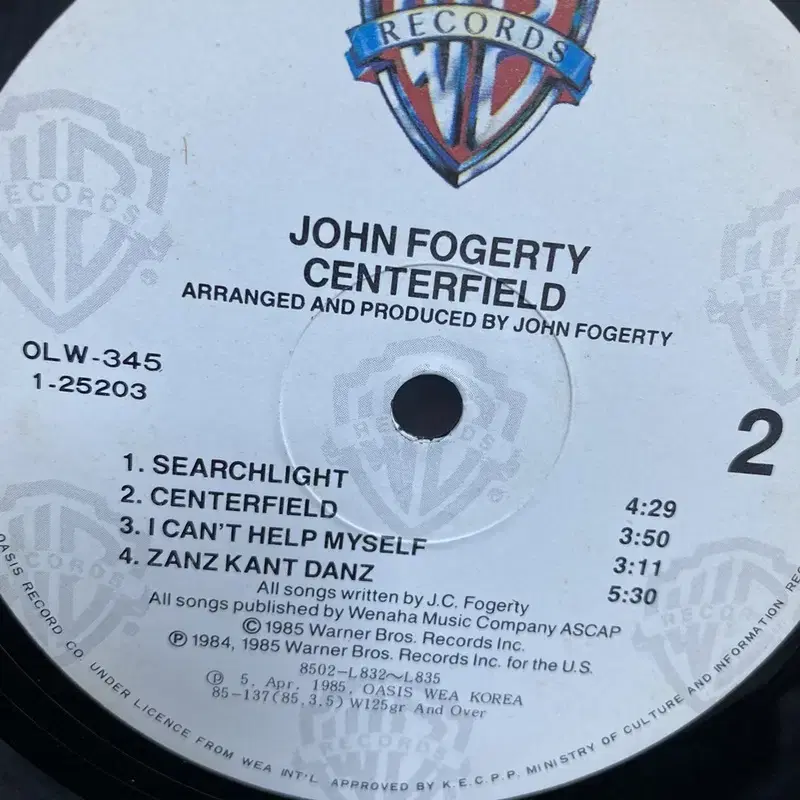 RECORDS
JOHN FOGERTY
CENTERFIELD
ARRANGED AND PRODUCED BY JOHN FOGERTY
OLW-345
1-25203
2
1. SEARCHLIGHT 4:29
2. CENTERFIELD 3:50
3. I CAN'T HELP MYSELF 3:11
4. ZANZ KANT DANZ 5:30
All songs written by J.C. Fogerty
All songs published by Wenaha Music Company ASCAP
© 1985 Warner Bros. Records Inc.
℗ 1984, 1985 Warner Bros. Records Inc. for the U.S.
8502-L832~L835
℗ 5, Apr, 1985, OASIS WEA KOREA
85-137(85,3.5) W125gr And Over
OASIS RECORD CO. UNDER LICENCE FROM WEA INT'L. APPROVED BY K.E.C.P.P. MINISTRY OF CULTURE AND INFORMATION